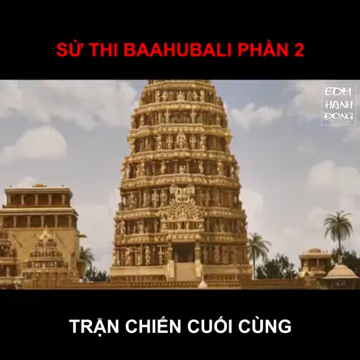 SỬ THI BAAHUBALI PHẦN 2
EDM
HÀNH
ĐỘNG
TRẬN CHIẾN CUỐI CÙNG